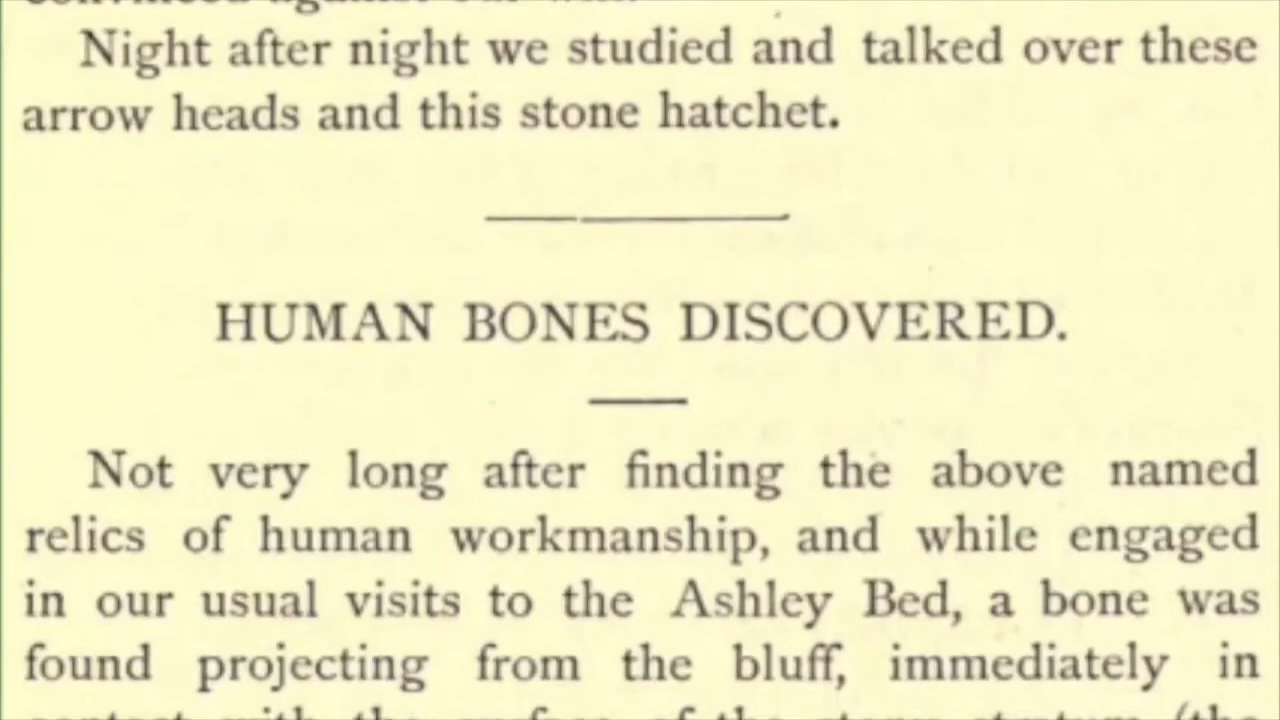 Night after night we studied and talked over these
arrow heads and this stone hatchet.
HUMAN BONES DISCOVERED.
Not very long after finding the above named
relics of human workmanship, and while engaged
in our usual visits to the Ashley Bed, a bone was
found projecting from the bluff, immediately in